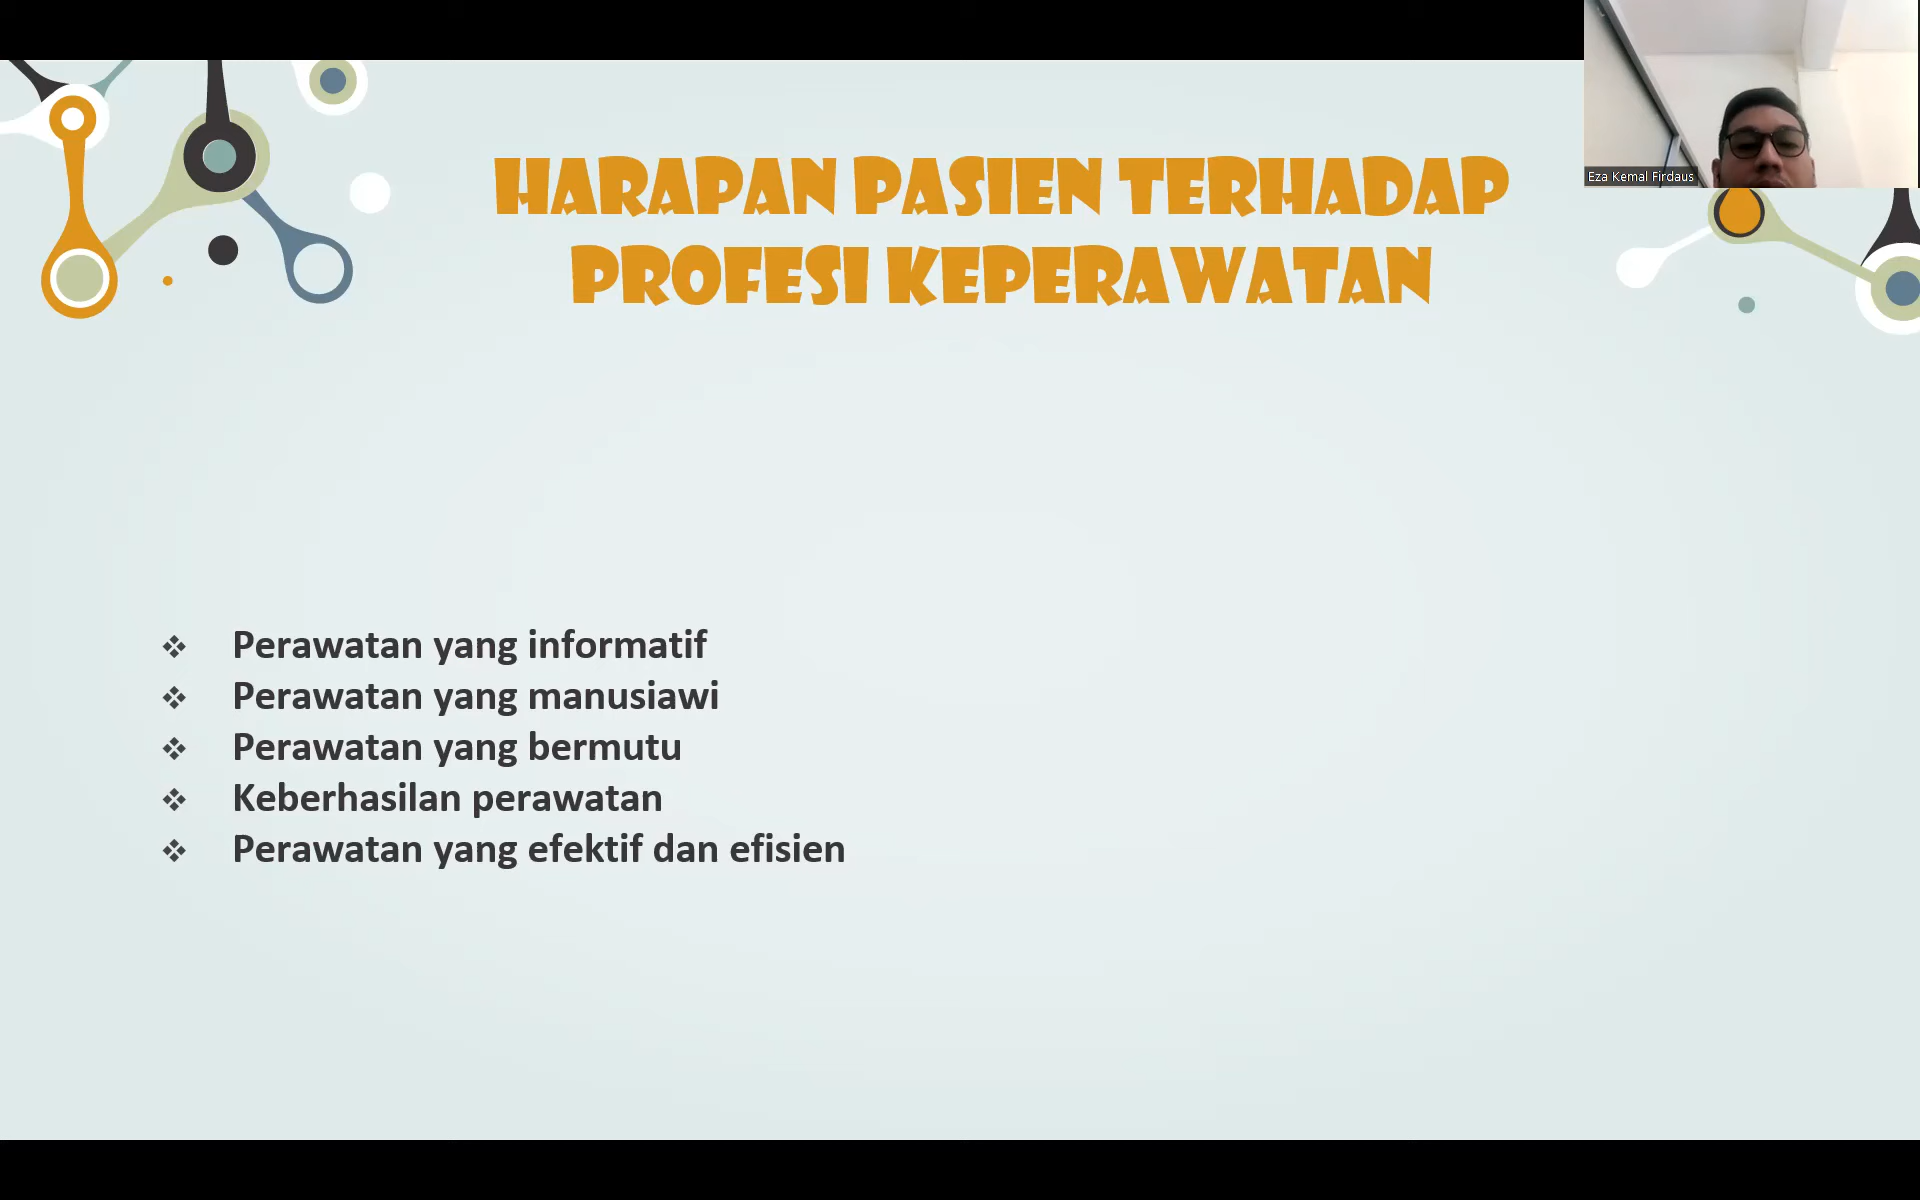 Eza Kemal Firdaus
HARAPAN PASIEN TERHADAP
PROFESI KEPERAWATAN
❖ Perawatan yang informatif
❖ Perawatan yang manusiawi
❖ Perawatan yang bermutu
❖ Keberhasilan perawatan
❖ Perawatan yang efektif dan efisien